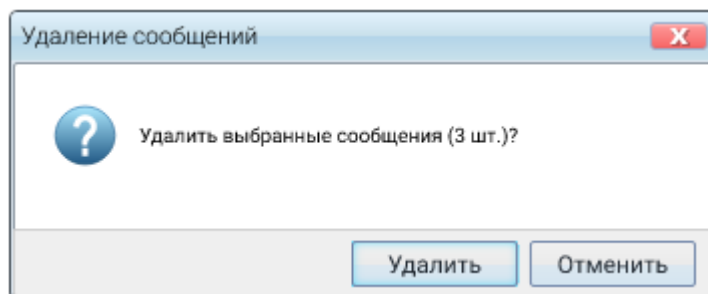 Удаление сообщений
Удалить выбранные сообщения (3 шт.)?
Удалить
Отменить